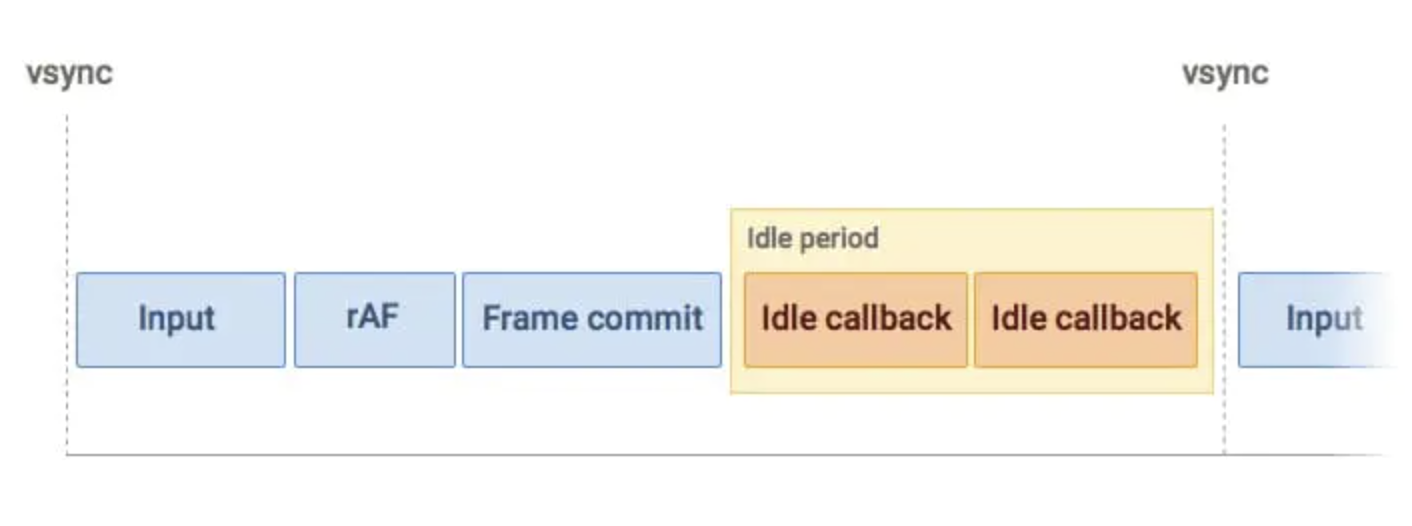 vsync
vsync
Idle period
Input
rAF
Frame commit
Idle callback
Idle callback
Input